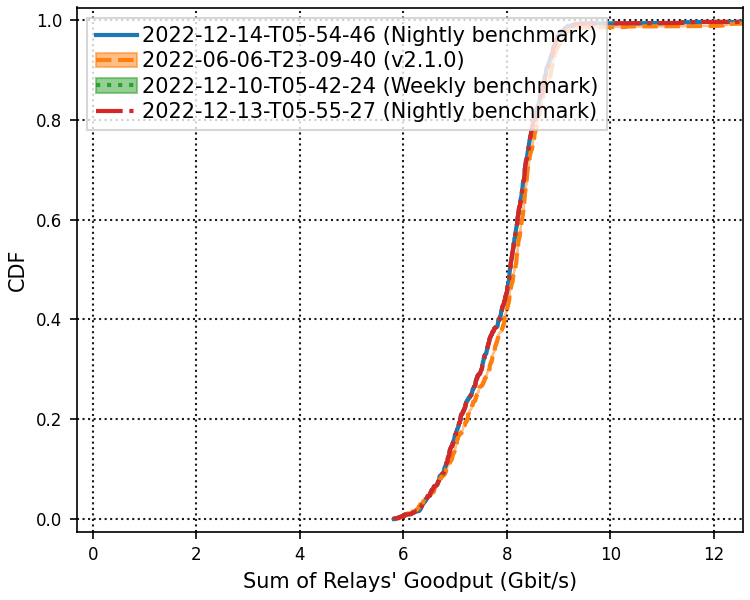 2022-12-14-T05-54-46 (Nightly benchmark)
2022-06-06-T23-09-40 (v2.1.0)
2022-12-10-T05-42-24 (Weekly benchmark)
2022-12-13-T05-55-27 (Nightly benchmark)
1.0
0.8
0.6
0.4
0.2
0.0
CDF
0 2 4 6 8 10 12
Sum of Relays' Goodput (Gbit/s)